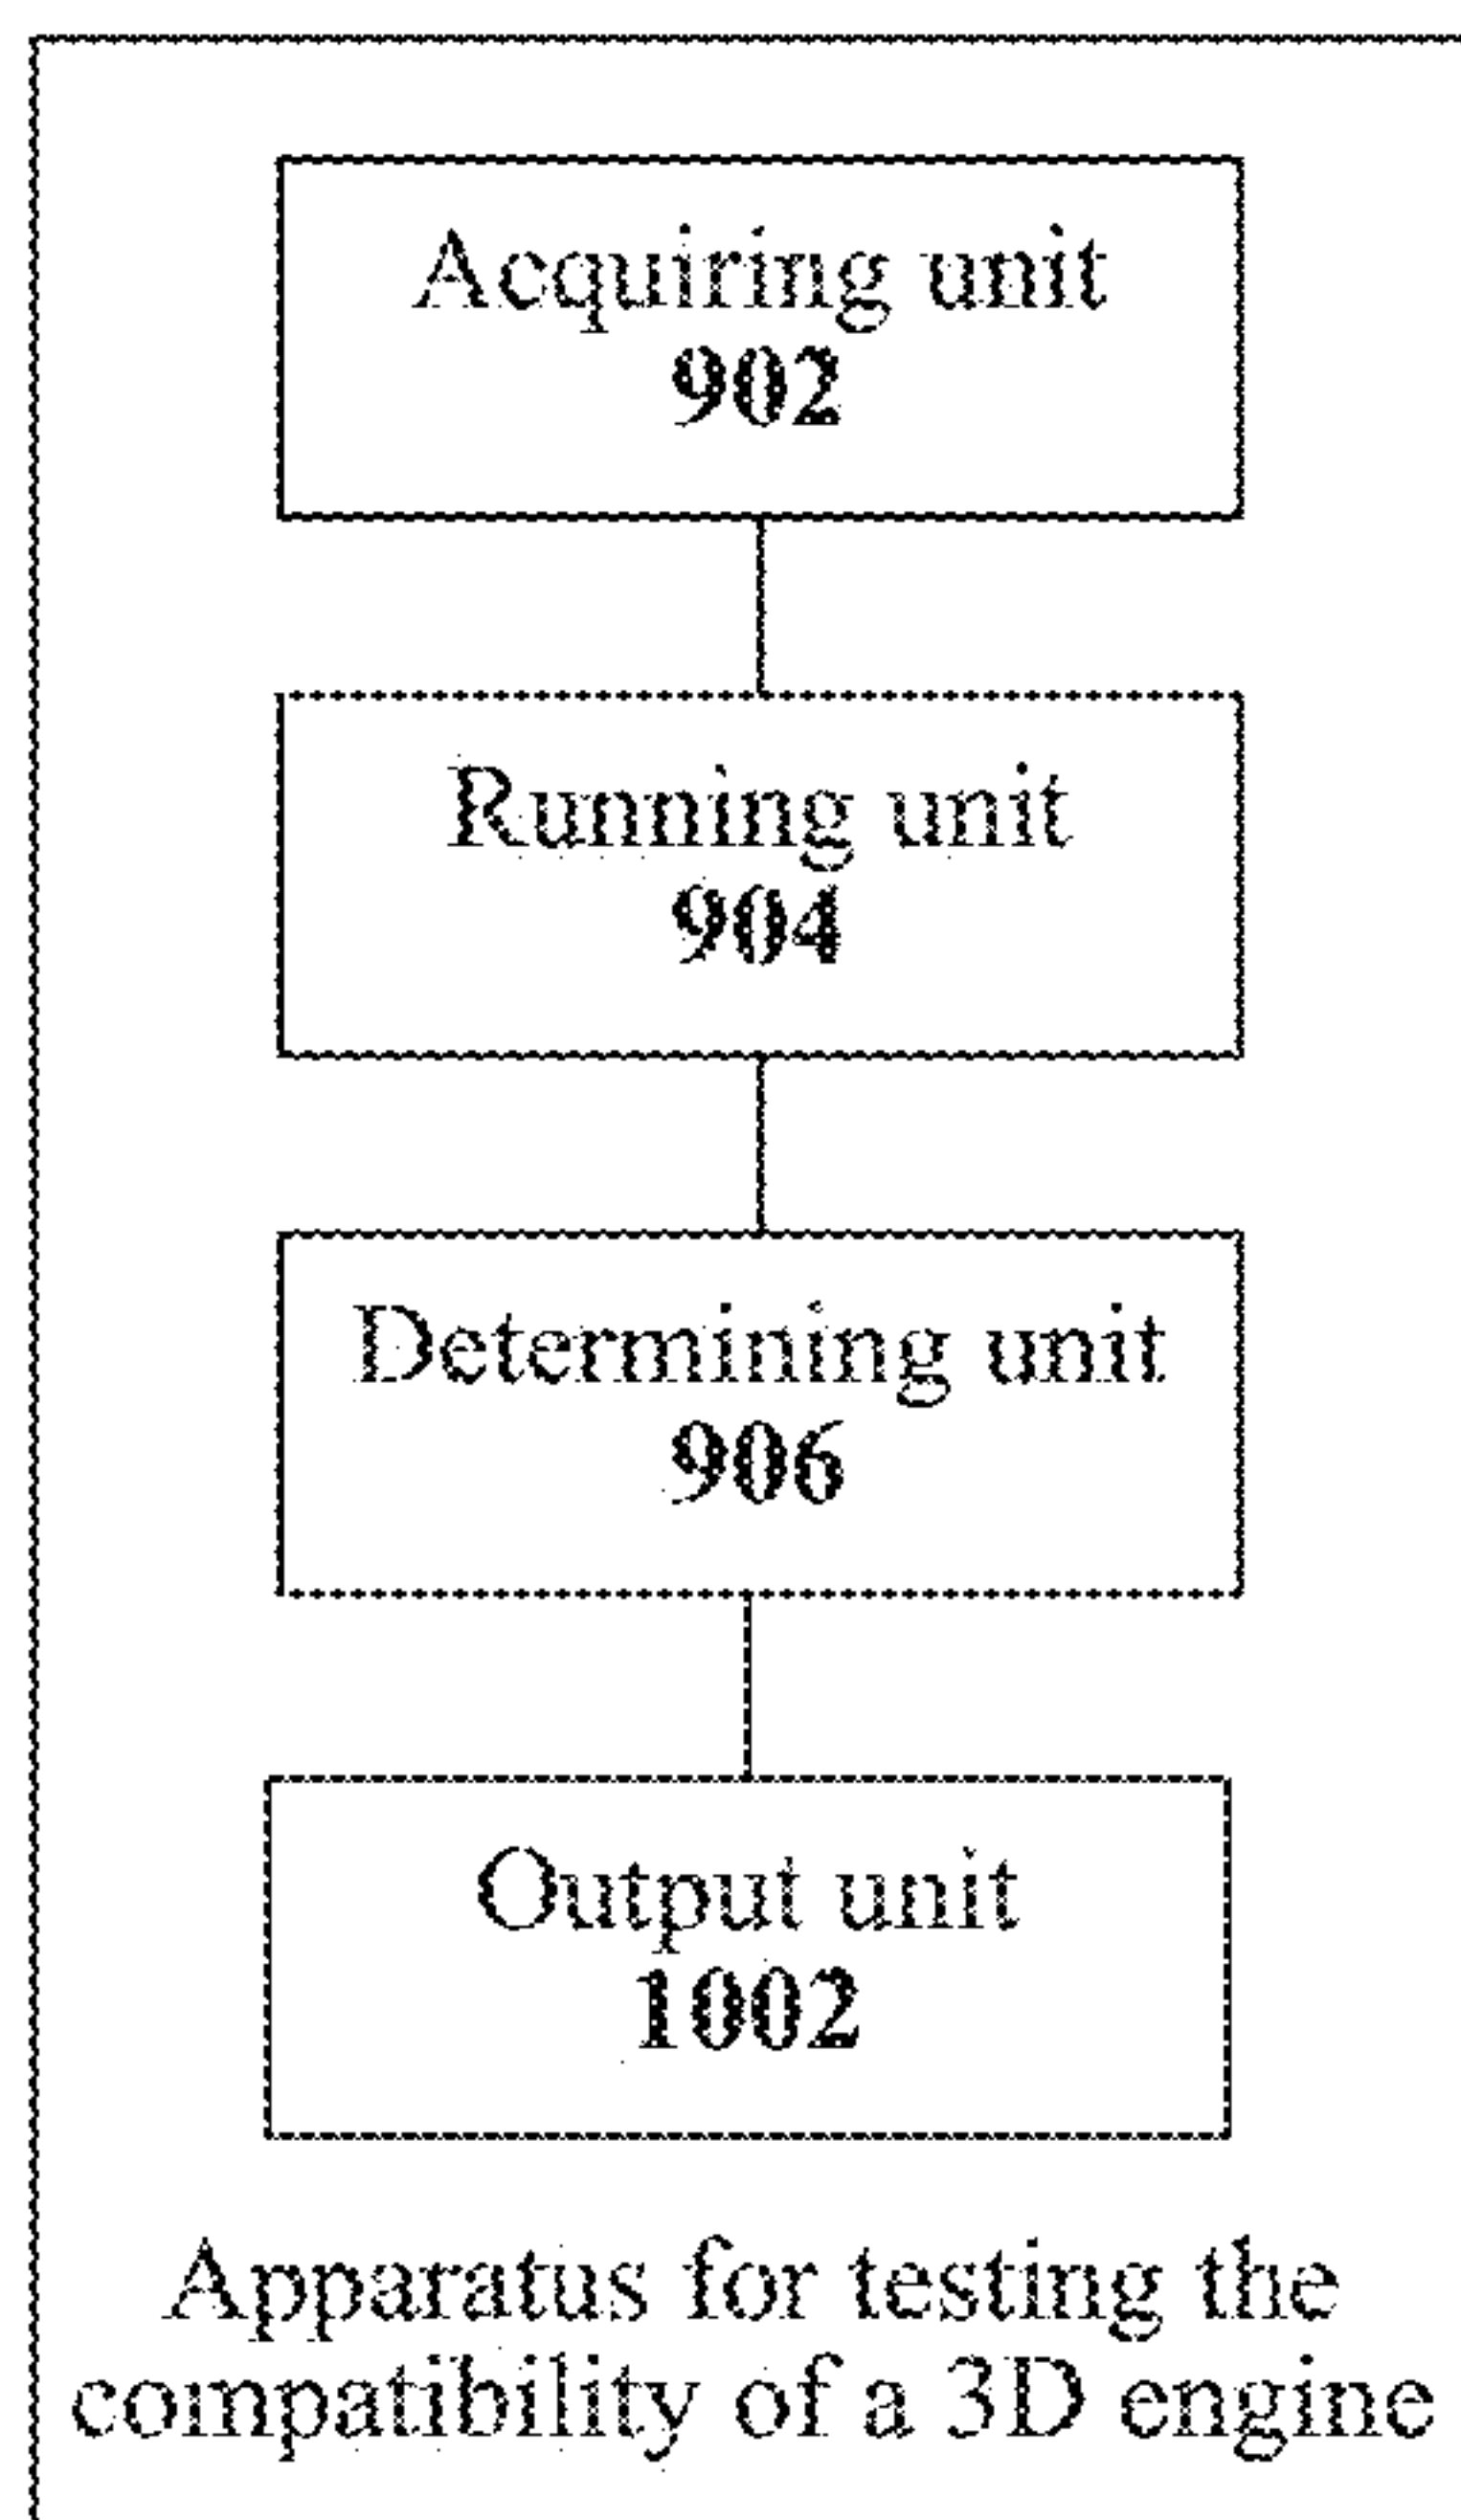 Acquiring unit
902
Running unit
904
Determining unit
906
Output unit
1002
Apparatus for testing the
compatibility of a 3D engine